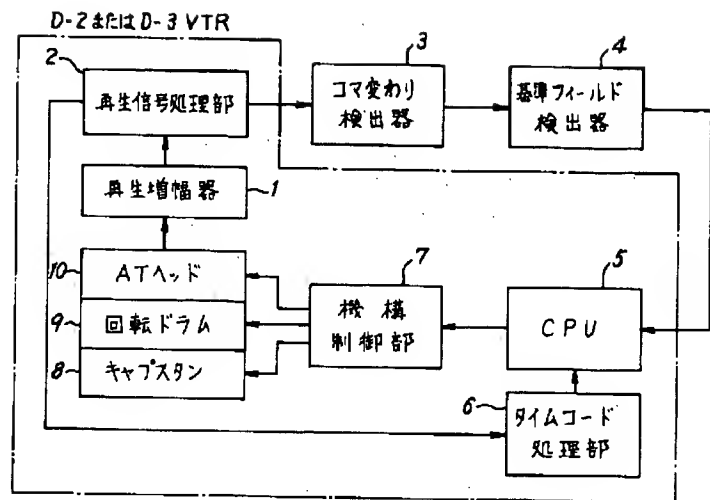 D-2またはD-3 VTR
2
再生信号処理部
3
コマ変わり
検出器
4
基準フィールド
検出器
再生増幅器
1
10
ATヘッド
9
回転ドラム
8
キャプスタン
7
機構
制御部
5
CPU
6
タイムコード
処理部